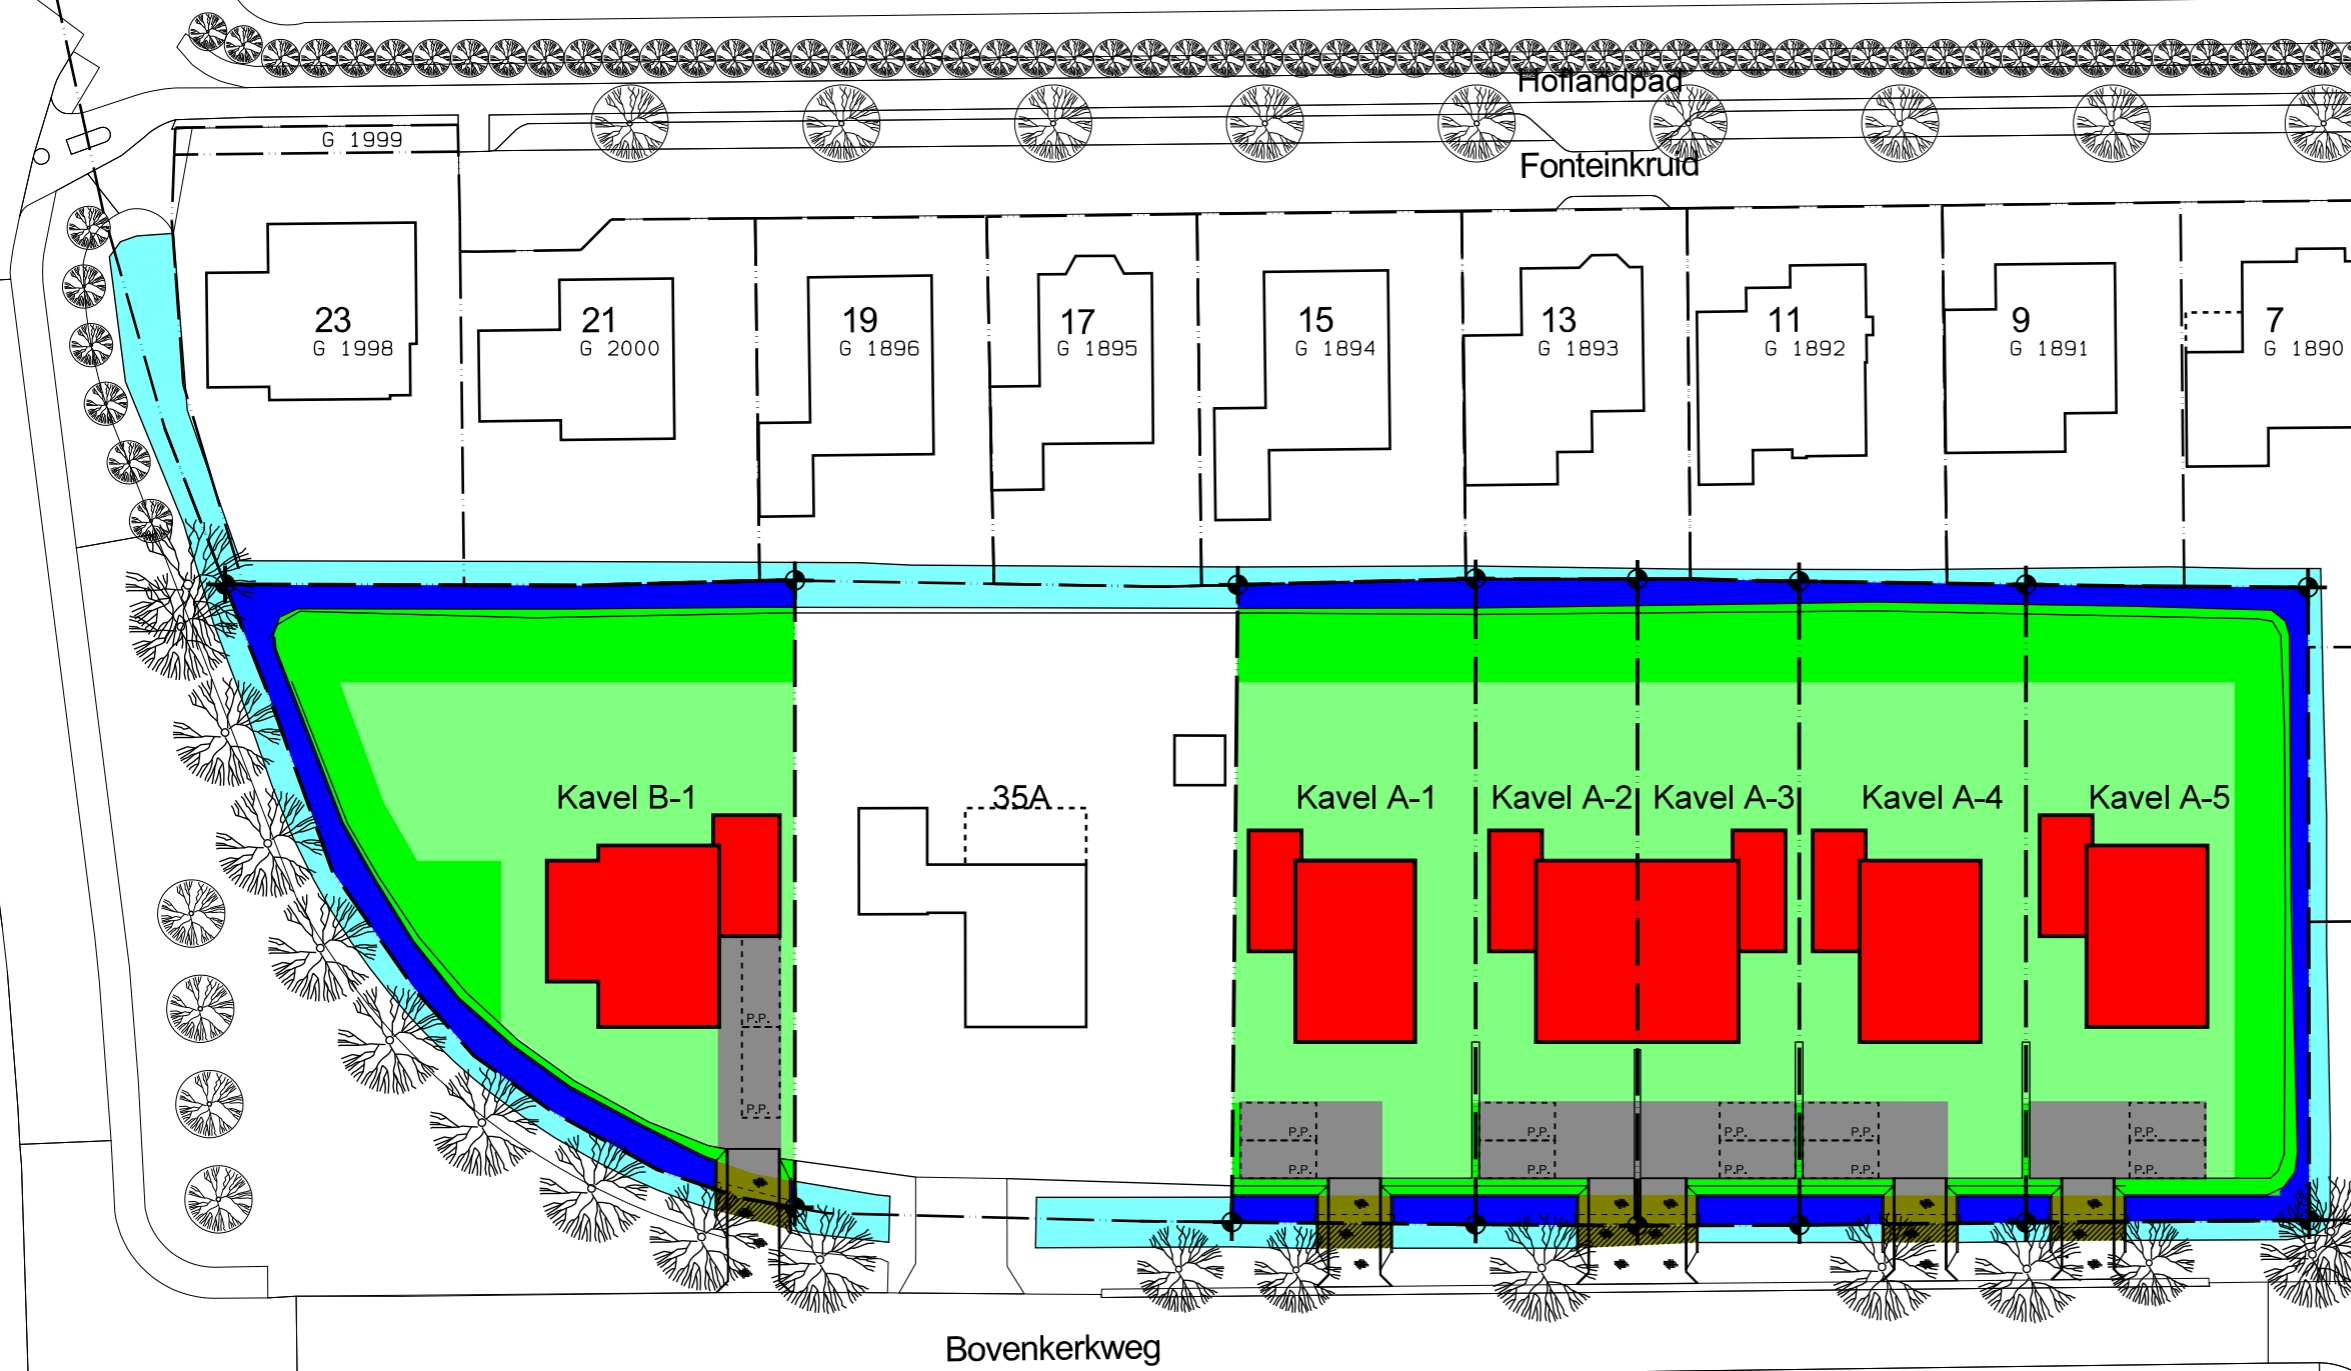 Hoflandpad
G 1999
Fonteinkruid
23
G 1998
21
G 2000
19
G 1896
17
G 1895
15
G 1894
13
G 1893
11
G 1892
9
G 1891
7
G 1890
Kavel B-1
35A
Kavel A-1
Kavel A-2
Kavel A-3
Kavel A-4
Kavel A-5
P.P.
P.P.
P.P.
P.P.
P.P.
P.P.
P.P.
P.P.
P.P.
P.P.
P.P.
P.P.
Bovenkerkweg